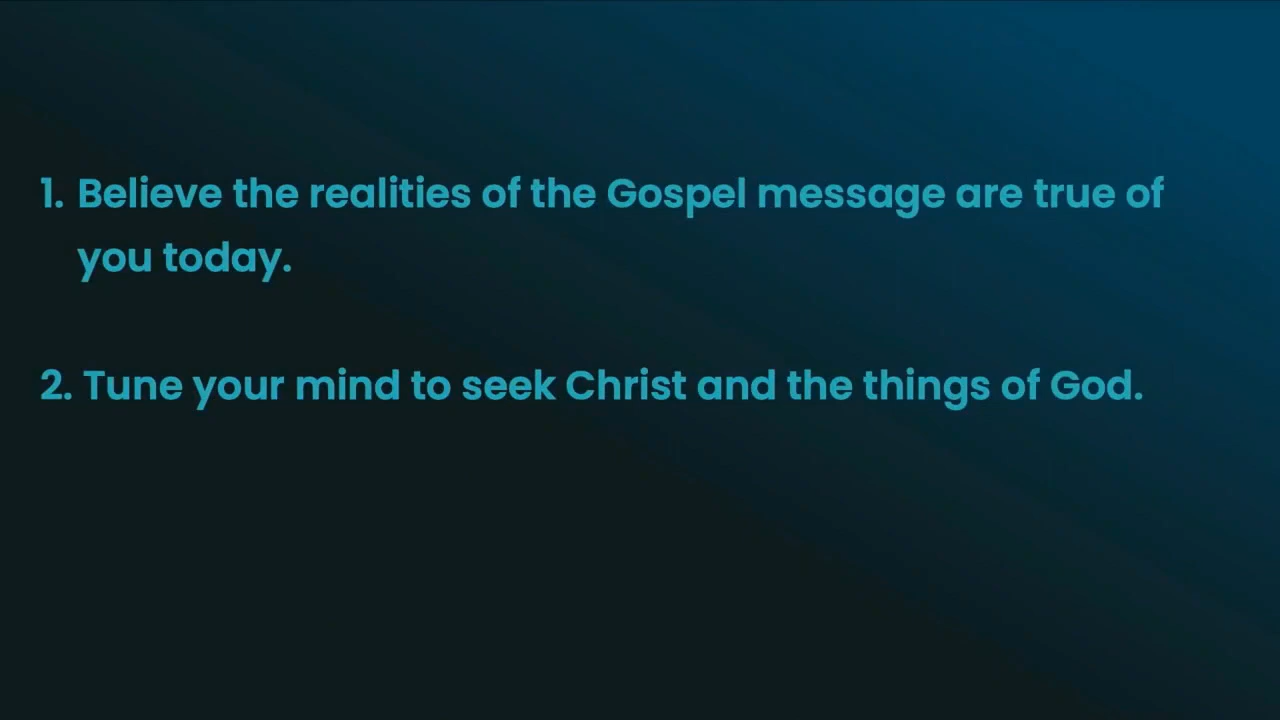 1. Believe the realities of the Gospel message are true of
you today.
2. Tune your mind to seek Christ and the things of God.